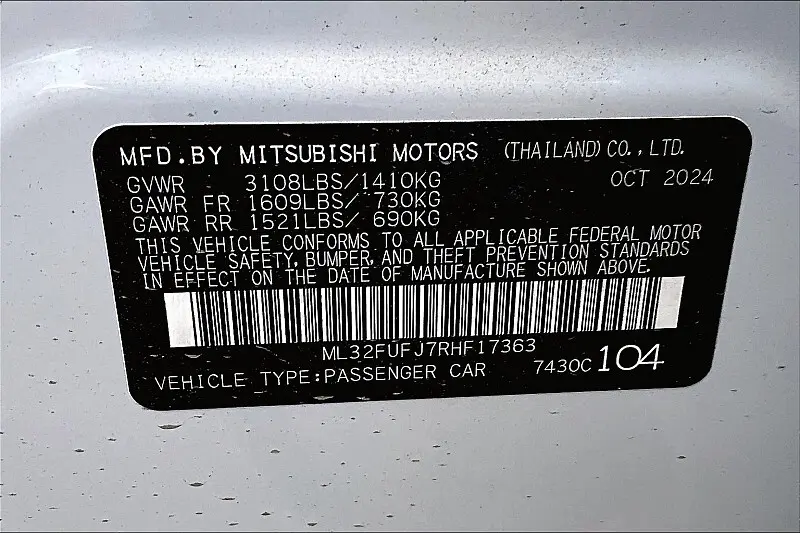 MFD.BY MITSUBISHI MOTORS (THAILAND) CO.,LTD.
GVWR 3108LBS/1410KG OCT 2024
GAWR FR 1609LBS/ 730KG
GAWR RR 1521LBS/ 690KG
THIS VEHICLE CONFORMS TO ALL APPLICABLE FEDERAL MOTOR
VEHICLE SAFETY, BUMPER, AND THEFT PREVENTION STANDARDS
IN EFFECT ON THE DATE OF MANUFACTURE SHOWN ABOVE.
ML32FUFJ7RHF17363
VEHICLE TYPE:PASSENGER CAR 7430C 104